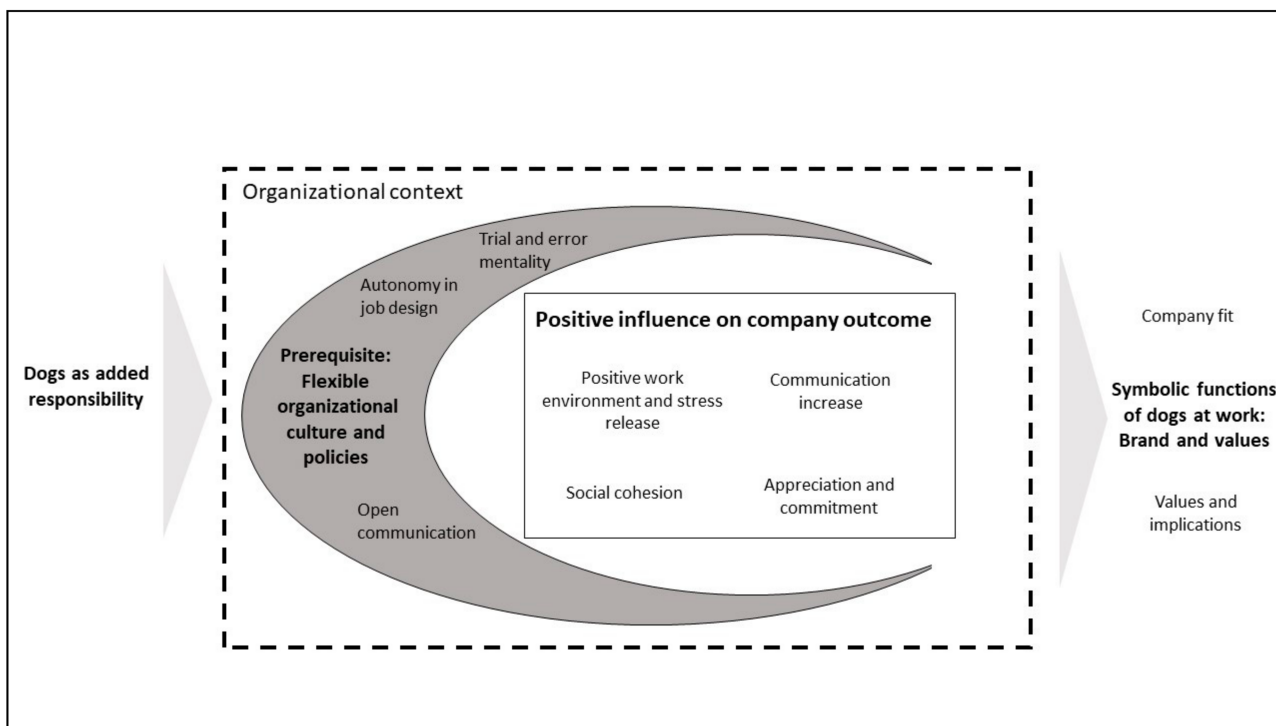 Organizational context
Dogs as added
responsibility
Trial and error
mentality
Autonomy in
job design
Prerequisite:
Flexible
organizational
culture and
policies
Open
communication
Positive influence on company outcome
Positive work
environment and stress
release
Communication
increase
Social cohesion
Appreciation and
commitment
Company fit
Symbolic functions
of dogs at work:
Brand and values
Values and
implications